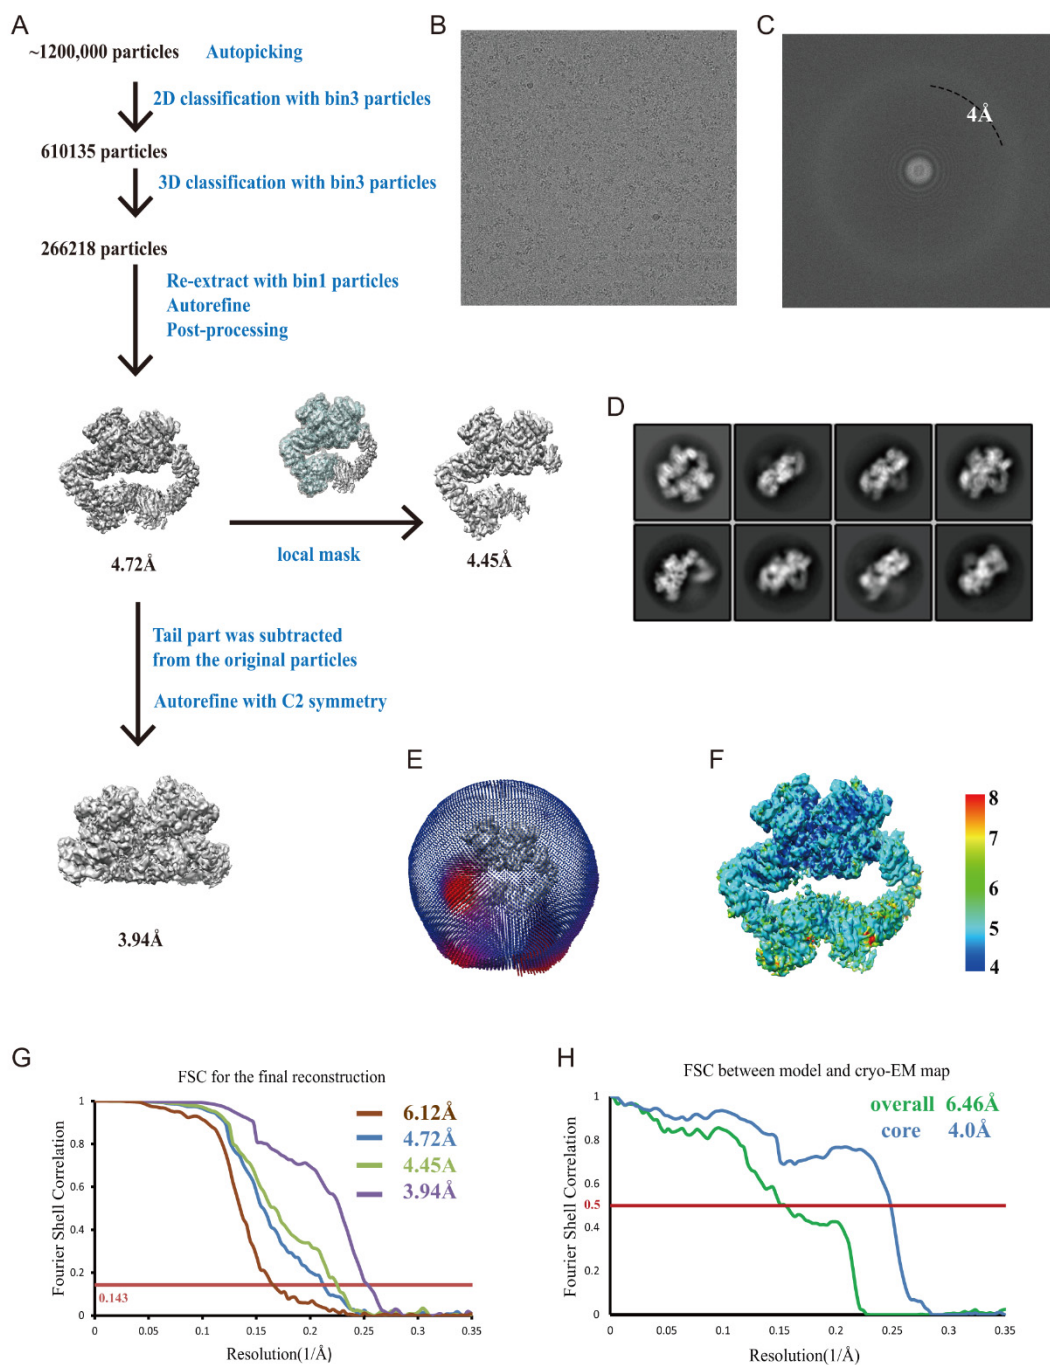 A
~1200,000 particles Autopicking
2D classification with bin3 particles
610135 particles
3D classification with bin3 particles
266218 particles
Re-extract with bin1 particles
Autorefine
Post-processing
4.72Å
local mask
4.45Å
Tail part was subtracted
from the original particles
Autorefine with C2 symmetry
3.94Å
B
C
4Å
D
E
F
8
7
6
5
4
G
FSC for the final reconstruction
6.12Å
4.72Å
4.45A
3.94Å
Fourier Shell Correlation
1
0.8
0.6
0.4
0.2
0
0.143
0 0.05 0.1 0.15 0.2 0.25 0.3 0.35
Resolution(1/Å)
H
FSC between model and cryo-EM map
overall 6.46Å
core 4.0Å
Fourier Shell Correlation
1
0.8
0.6
0.5
0.4
0.2
0
0 0.05 0.1 0.15 0.2 0.25 0.3 0.35
Resolution(1/Å)